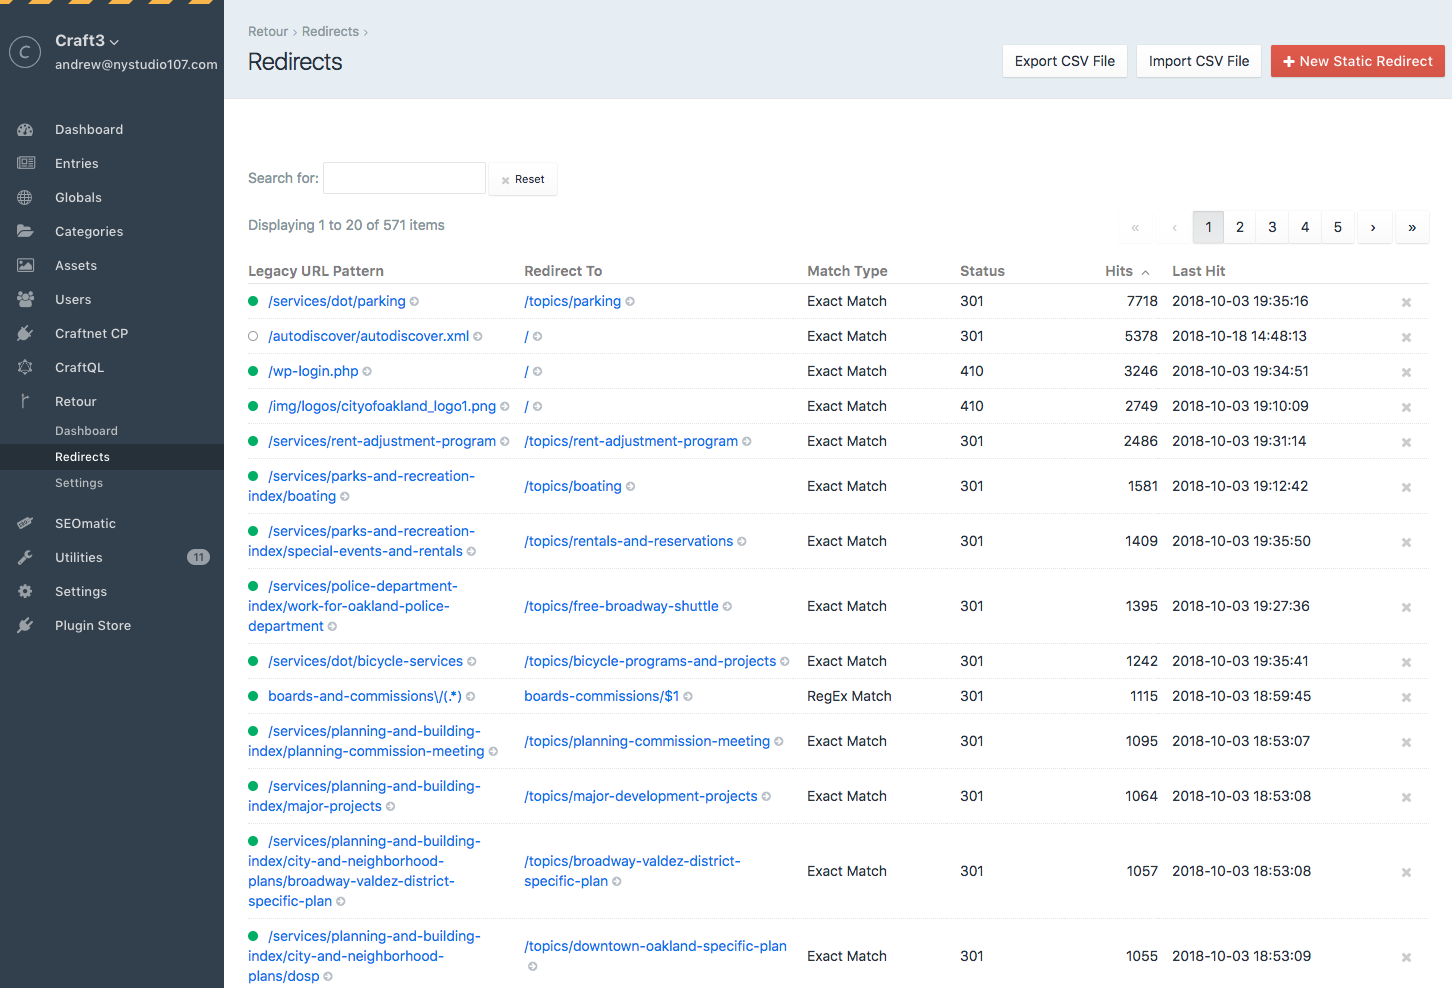 Craft3
andrew@nystudio107.com
C
Dashboard
Entries
Globals
Categories
Assets
Users
Craftnet CP
CraftQL
Retour
Dashboard
Redirects
Settings
SEOmatic
Utilities 11
Settings
Plugin Store
Retour › Redirects ›
Redirects
Export CSV File
Import CSV File
New Static Redirect
Search for:
Reset
Displaying 1 to 20 of 571 items
« ‹ 1 2 3 4 5 › »
Legacy URL Pattern Redirect To Match Type Status Hits Last Hit
/services/dot/parking /topics/parking Exact Match 301 7718 2018-10-03 19:35:16
/autodiscover/autodiscover.xml / Exact Match 301 5378 2018-10-18 14:48:13
/wp-login.php / Exact Match 410 3246 2018-10-03 19:34:51
/img/logos/cityofoakland_logo1.png / Exact Match 410 2749 2018-10-03 19:10:09
/services/rent-adjustment-program /topics/rent-adjustment-program Exact Match 301 2486 2018-10-03 19:31:14
/services/parks-and-recreation-
index/boating /topics/boating Exact Match 301 1581 2018-10-03 19:12:42
/services/parks-and-recreation-
index/special-events-and-rentals /topics/rentals-and-reservations Exact Match 301 1409 2018-10-03 19:35:50
/services/police-department-
index/work-for-oakland-police- /topics/free-broadway-shuttle Exact Match 301 1395 2018-10-03 19:27:36
department
/services/dot/bicycle-services /topics/bicycle-programs-and-projects Exact Match 301 1242 2018-10-03 19:35:41
boards-and-commissions\/(.*) boards-commissions/$1 RegEx Match 301 1115 2018-10-03 18:59:45
/services/planning-and-building-
index/planning-commission-meeting /topics/planning-commission-meeting Exact Match 301 1095 2018-10-03 18:53:07
/services/planning-and-building-
index/major-projects /topics/major-development-projects Exact Match 301 1064 2018-10-03 18:53:08
/services/planning-and-building-
index/city-and-neighborhood- /topics/broadway-valdez-district-
plans/broadway-valdez-district- specific-plan Exact Match 301 1057 2018-10-03 18:53:08
specific-plan
/services/planning-and-building-
index/city-and-neighborhood- /topics/downtown-oakland-specific-plan Exact Match 301 1055 2018-10-03 18:53:09
plans/dosp